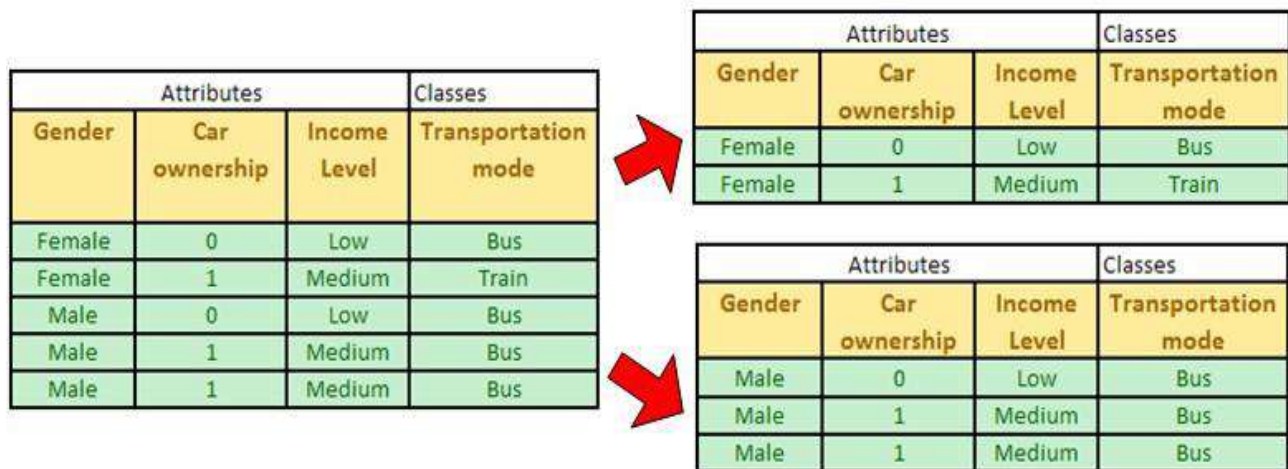 Attributes Classes
Gender Car ownership Income Level Transportation mode
Female 0 Low Bus
Female 1 Medium Train
Male 0 Low Bus
Male 1 Medium Bus
Male 1 Medium Bus
Attributes Classes
Gender Car ownership Income Level Transportation mode
Female 0 Low Bus
Female 1 Medium Train
Attributes Classes
Gender Car ownership Income Level Transportation mode
Male 0 Low Bus
Male 1 Medium Bus
Male 1 Medium Bus